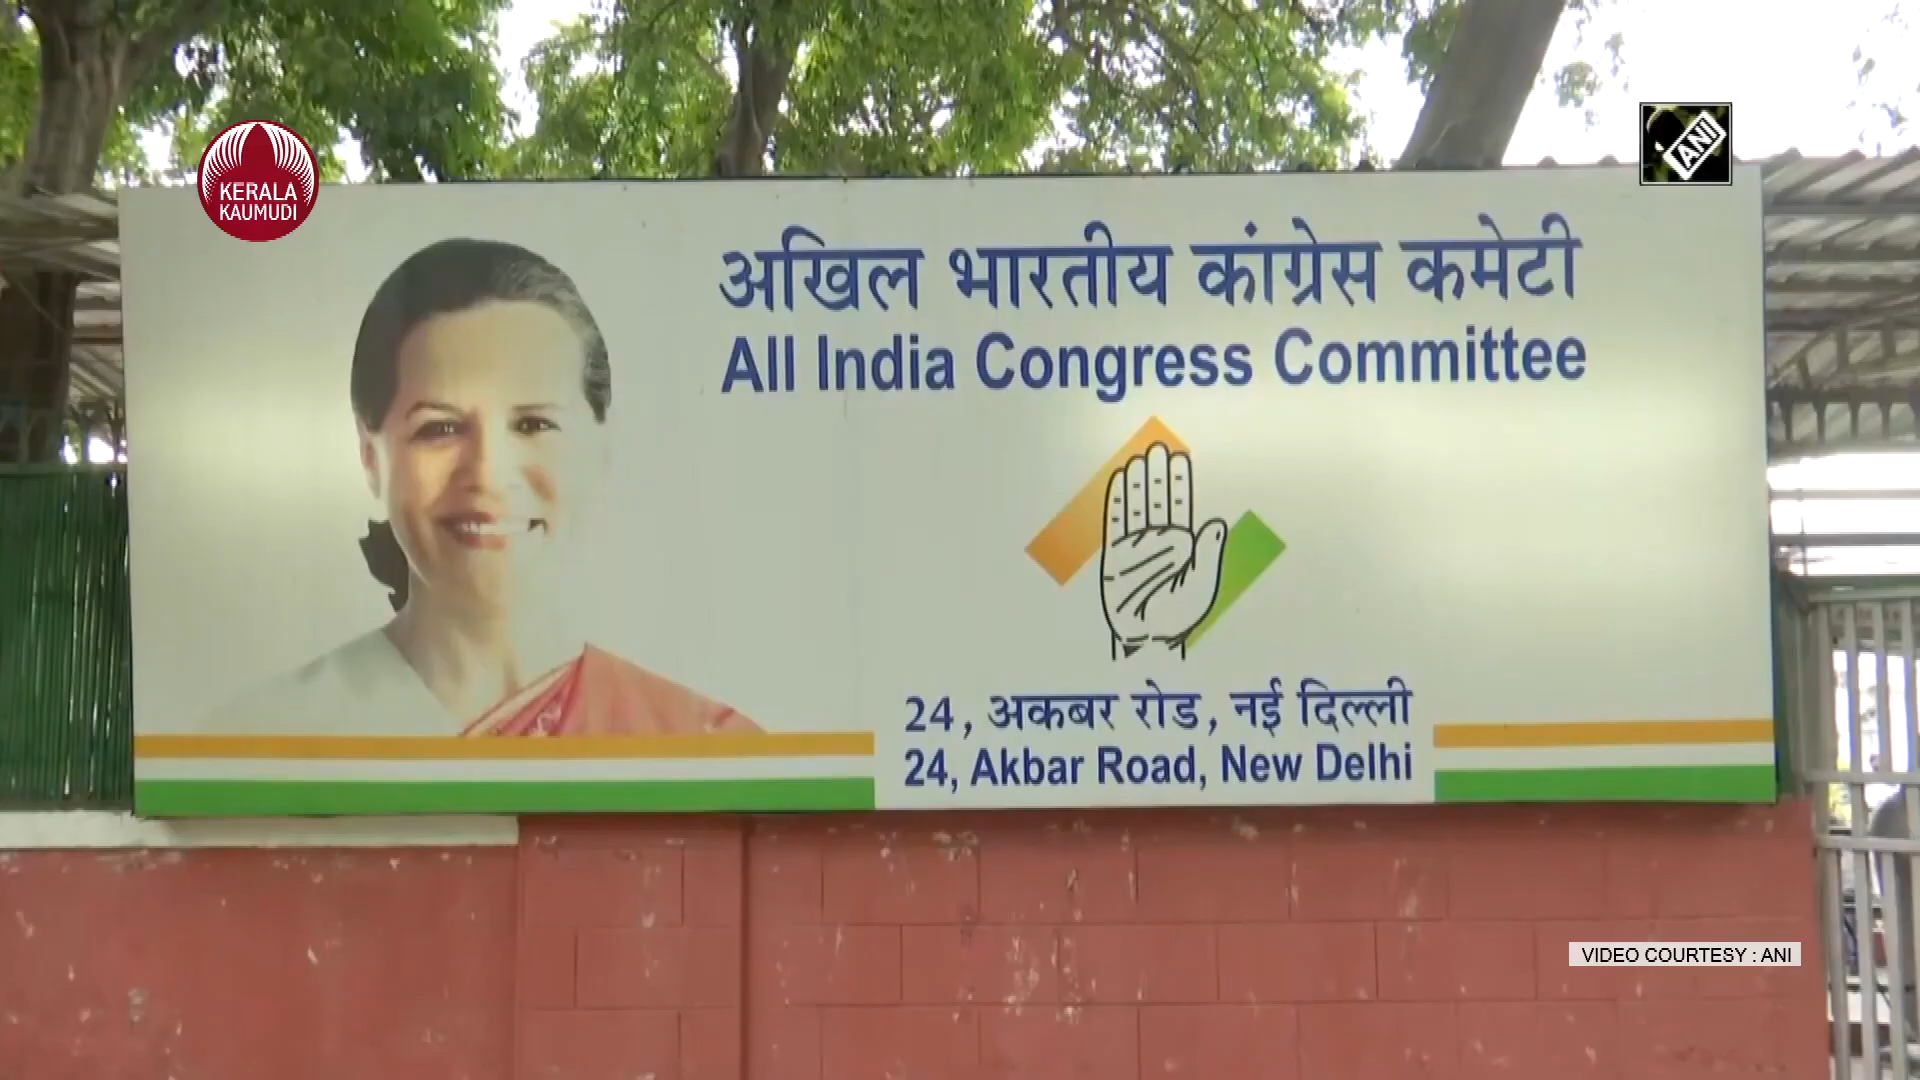 KERALA
KAUMUDI
ANI
अखिल भारतीय कांग्रेस कमेटी
All India Congress Committee
24, अकबर रोड, नई दिल्ली
24, Akbar Road, New Delhi
VIDEO COURTESY : ANI